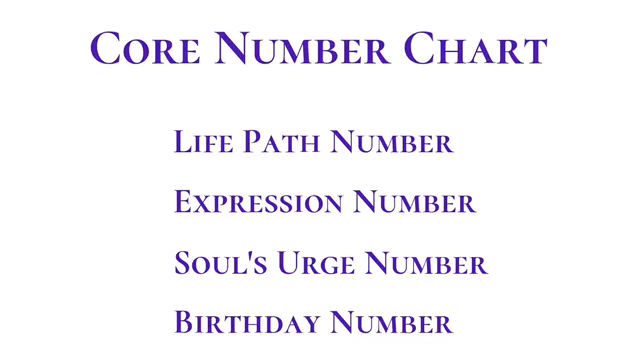 Core Number Chart
Life Path Number
Expression Number
Soul's Urge Number
Birthday Number